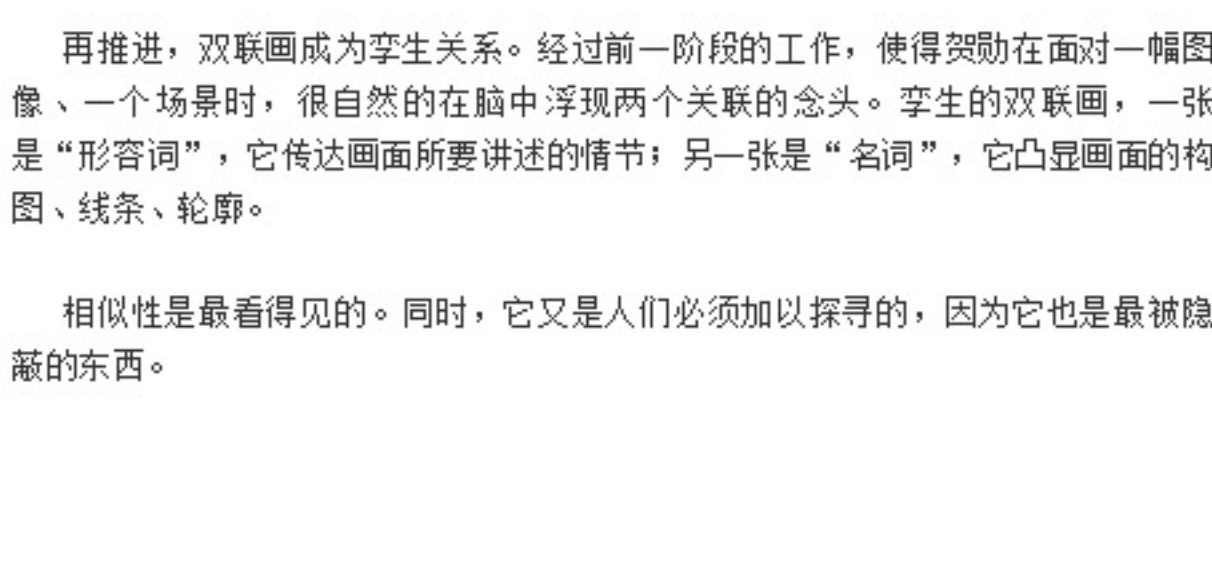 再推进，双联画成为孪生关系。经过前一阶段的工作，使得贺勋在面对一幅图
像、一个场景时，很自然的在脑中浮现两个关联的念头。孪生的双联画，一张
是“形容词”，它传达画面所要讲述的情节；另一张是“名词”，它凸显画面的构
图、线条、轮廓。
相似性是最看得见的。同时，它又是人们必须加以探寻的，因为它也是最被隐
蔽的东西。